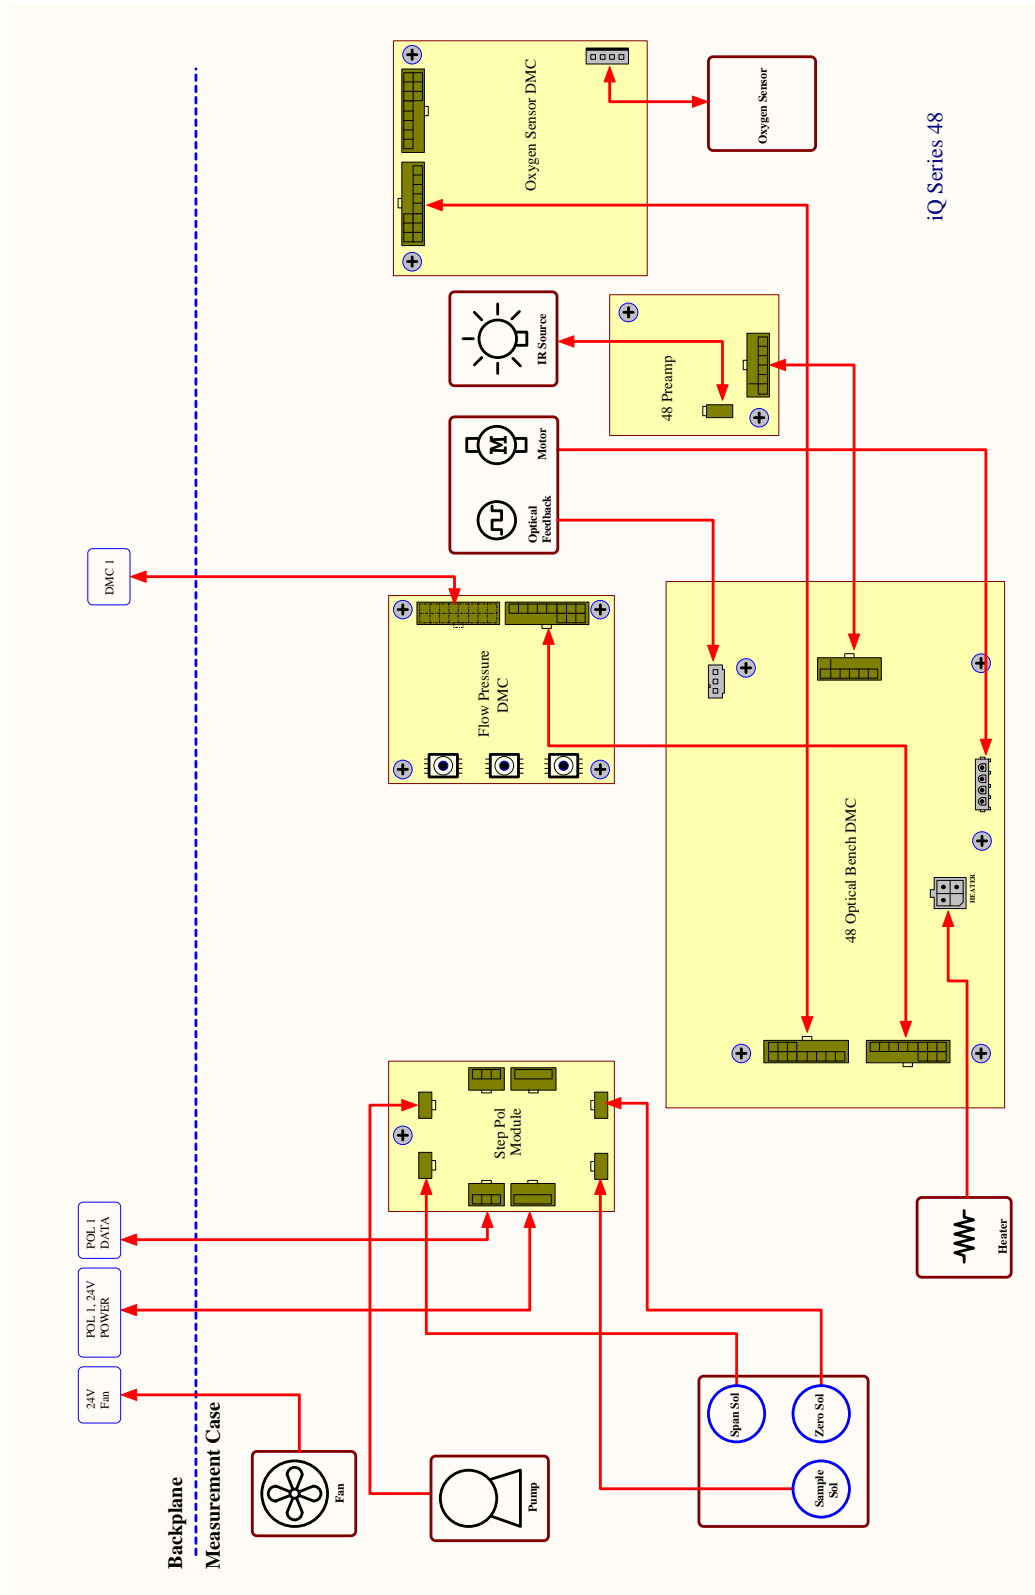 Backplane
Measurement Case
24V
Fan
POL 1, 24V
POWER
POL 1
DATA
DMC 1
Fan
Pump
Span Sol
Zero Sol
Sample
Sol
Step Pol
Module
Flow Pressure
DMC
Optical
Feedback
Motor
M
IR Source
Oxygen Sensor DMC
Oxygen Sensor
48 Preamp
48 Optical Bench DMC
HEATER
Heater
iQ Series 48